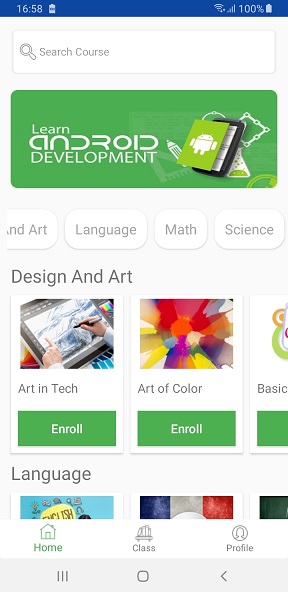 16:58
100%
Search Course
Learn
ANDROID
DEVELOPMENT
And Art
Language
Math
Science
Design And Art
Art in Tech
Art of Color
Basic
Enroll
Enroll
Language
ENGLISH
Home
Class
Profile